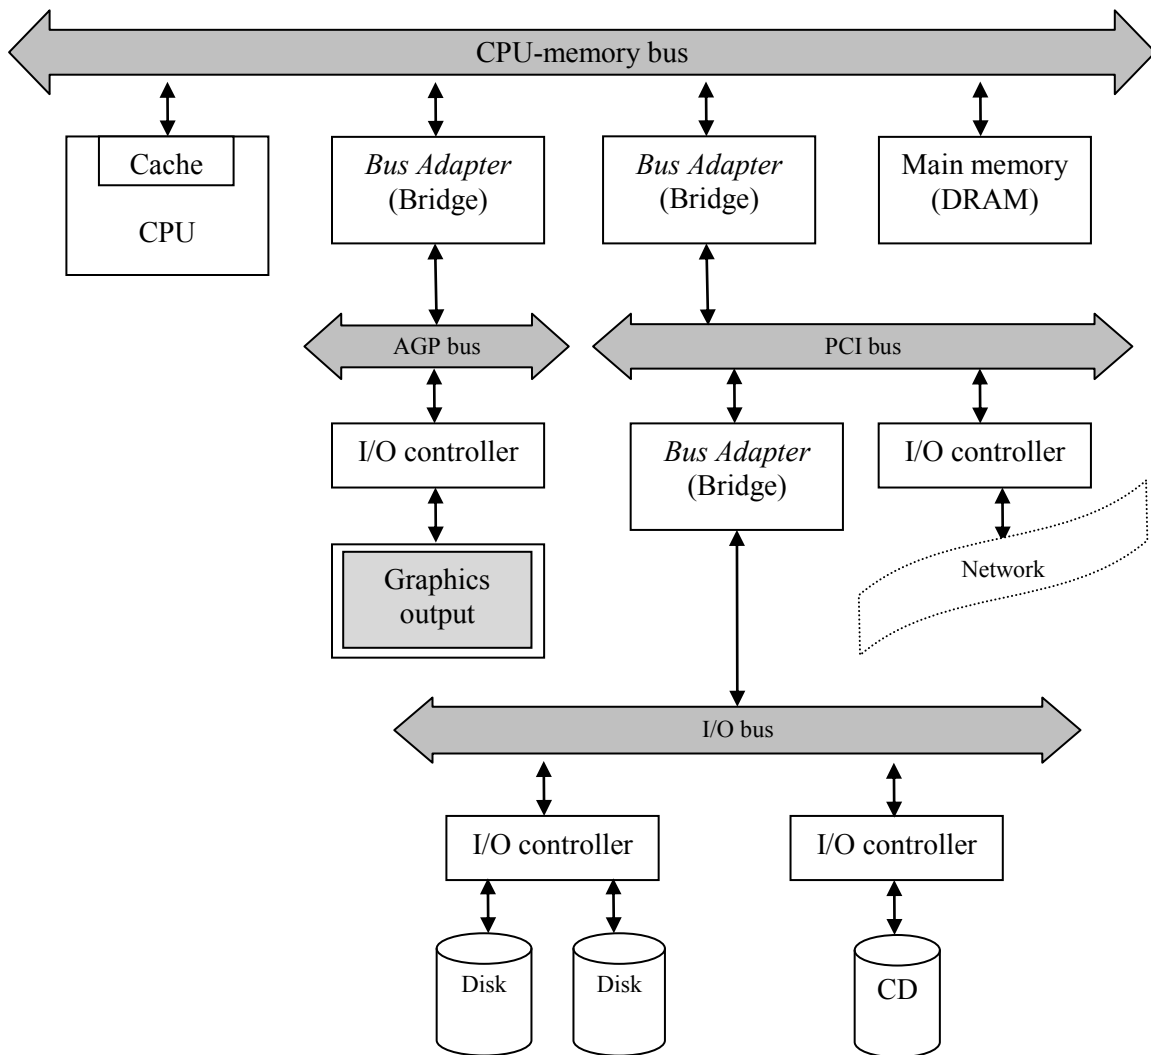 CPU-memory bus
Cache
CPU
Bus Adapter
(Bridge)
Bus Adapter
(Bridge)
Main memory
(DRAM)
AGP bus
PCI bus
I/O controller
Bus Adapter
(Bridge)
I/O controller
Graphics
output
Network
I/O bus
I/O controller
I/O controller
Disk
Disk
CD